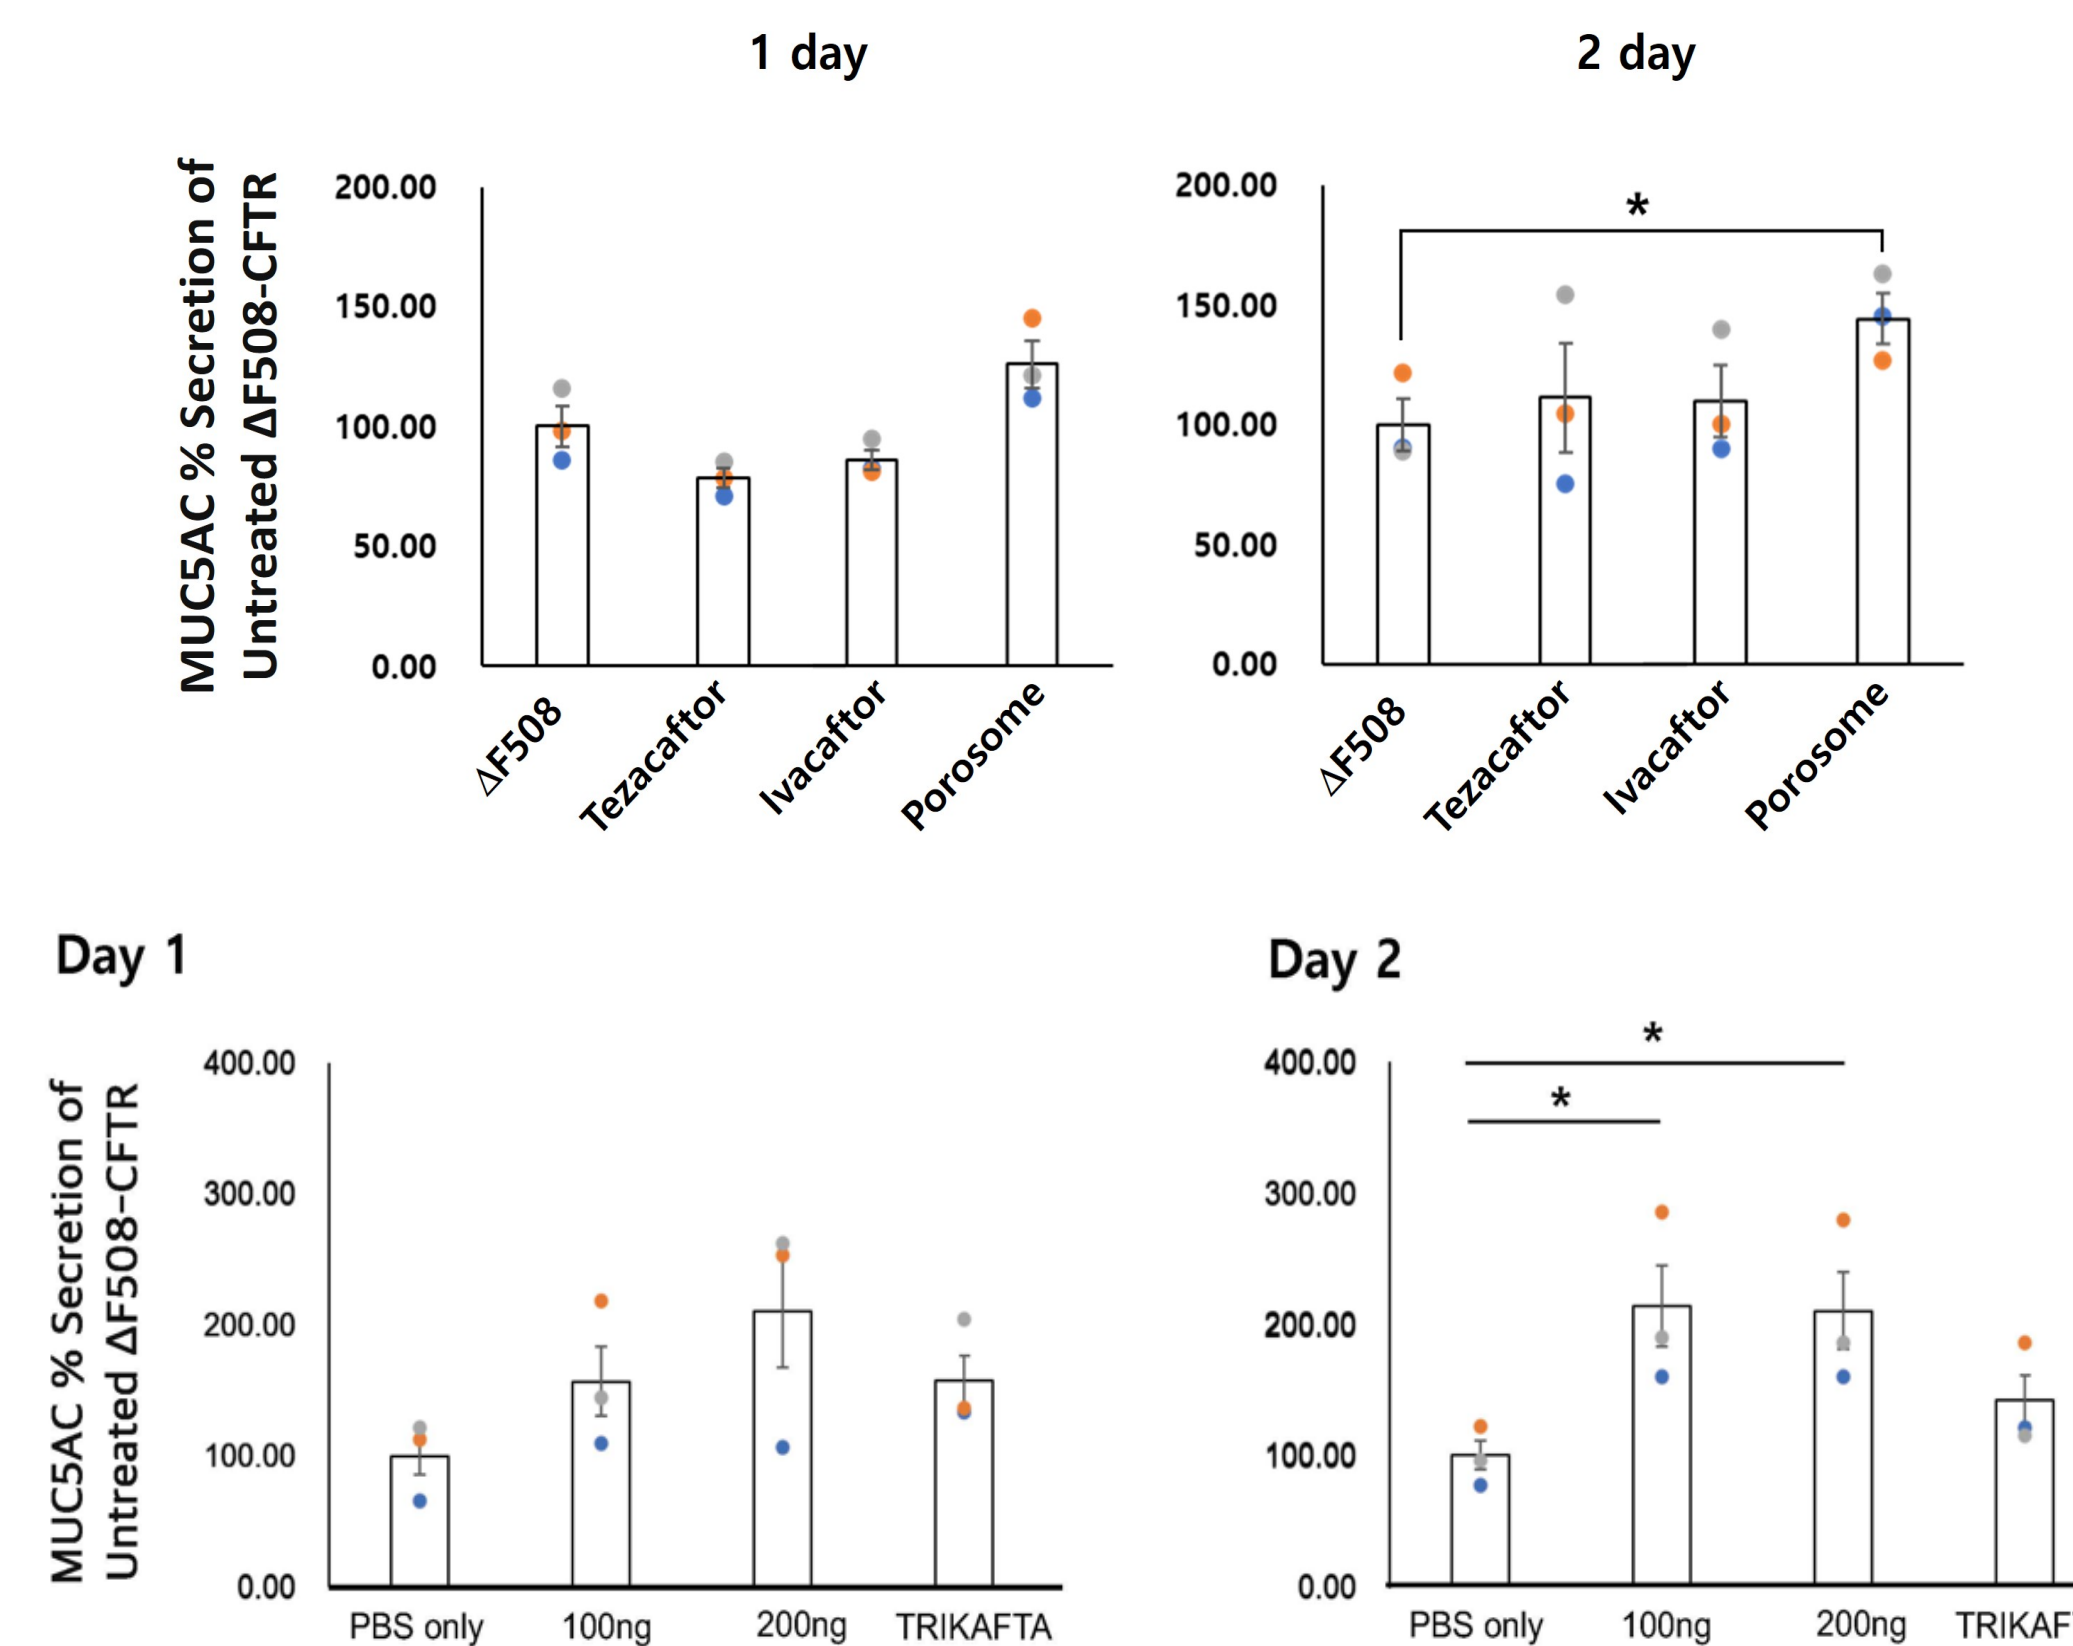 1 day
MUC5AC % Secretion of
Untreated ΔF508-CFTR
200.00
150.00
100.00
50.00
0.00
ΔF508
Tezacaftor
Ivacaftor
Porosome
2 day
200.00
150.00
100.00
50.00
0.00
*
ΔF508
Tezacaftor
Ivacaftor
Porosome
Day 1
MUC5AC % Secretion of
Untreated ΔF508-CFTR
400.00
300.00
200.00
100.00
0.00
PBS only 100ng 200ng TRIKAFTA
Day 2
400.00
300.00
200.00
100.00
0.00
*
*
PBS only 100ng 200ng TRIKAF